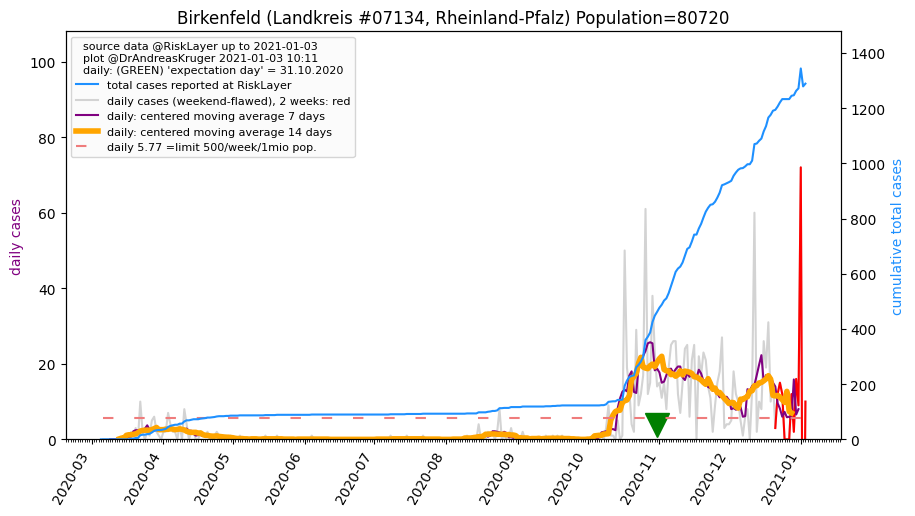 Birkenfeld (Landkreis #07134, Rheinland-Pfalz) Population=80720
source data @RiskLayer up to 2021-01-03
plot @DrAndreasKruger 2021-01-03 10:11
daily: (GREEN) 'expectation day' = 31.10.2020
total cases reported at RiskLayer
daily cases (weekend-flawed), 2 weeks: red
daily: centered moving average 7 days
daily: centered moving average 14 days
daily 5.77 =limit 500/week/1mio pop.
daily cases
100
80
60
40
20
0
cumulative total cases
1400
1200
1000
800
600
400
200
0
2020-03
2020-04
2020-05
2020-06
2020-07
2020-08
2020-09
2020-10
2020-11
2020-12
2021-01